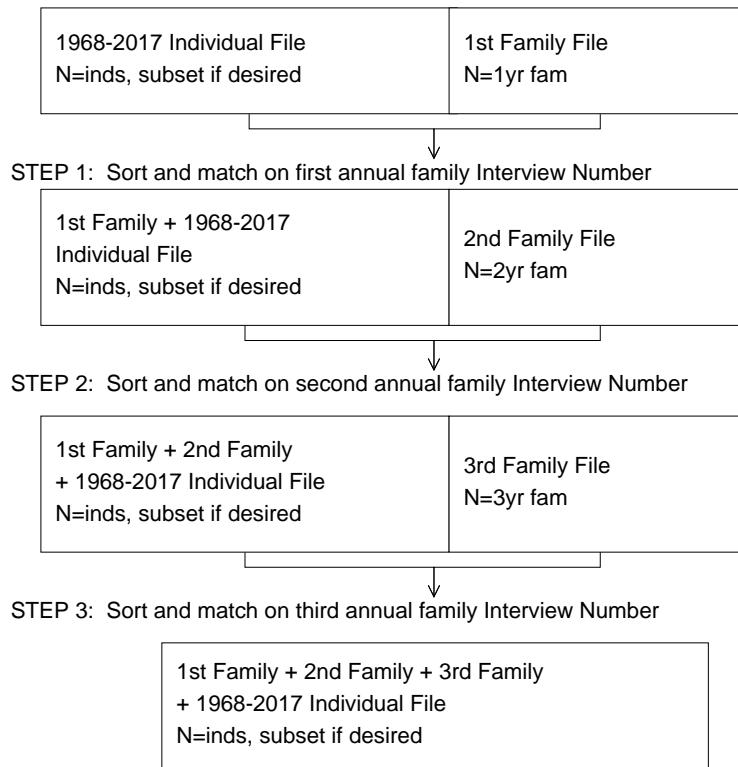 1968-2017 Individual File
N=inds, subset if desired
1st Family File
N=1yr fam
STEP 1:  Sort and match on first annual family Interview Number
1st Family + 1968-2017
Individual File
N=inds, subset if desired
2nd Family File
N=2yr fam
STEP 2:  Sort and match on second annual family Interview Number
1st Family + 2nd Family
+ 1968-2017 Individual File
N=inds, subset if desired
3rd Family File
N=3yr fam
STEP 3:  Sort and match on third annual family Interview Number
1st Family + 2nd Family + 3rd Family
+ 1968-2017 Individual File
N=inds, subset if desired